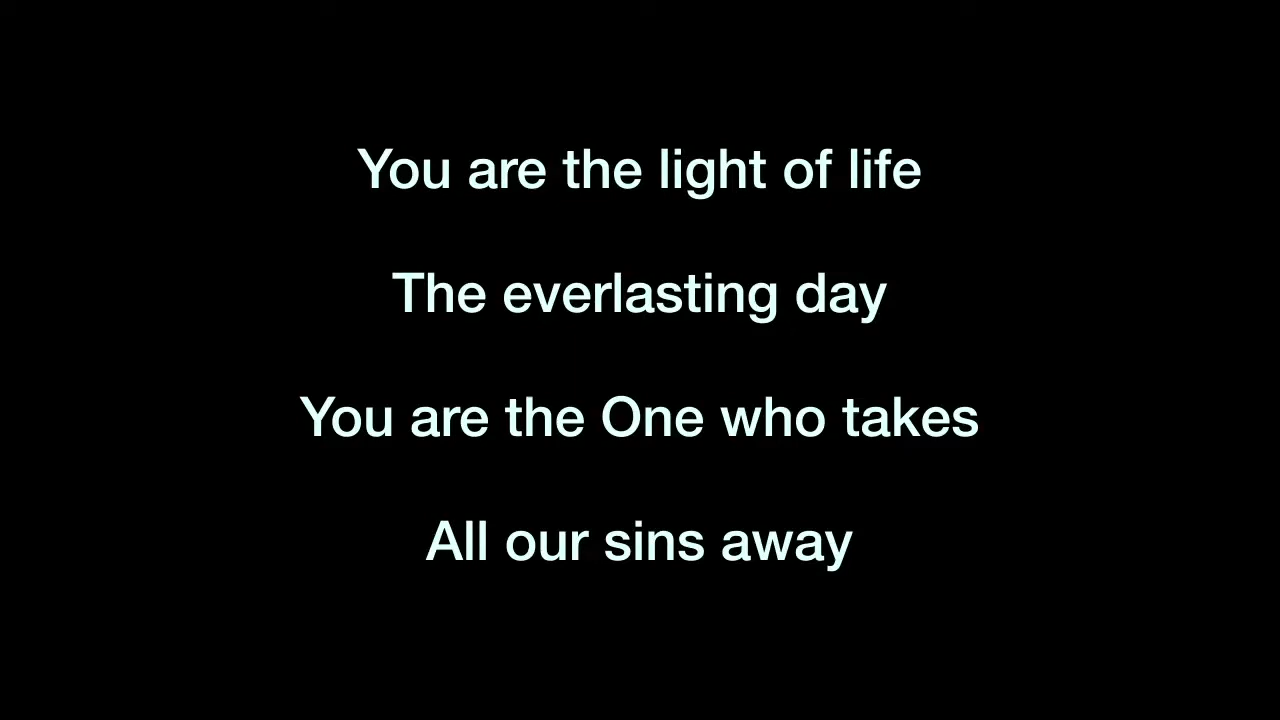 You are the light of life
The everlasting day
You are the One who takes
All our sins away